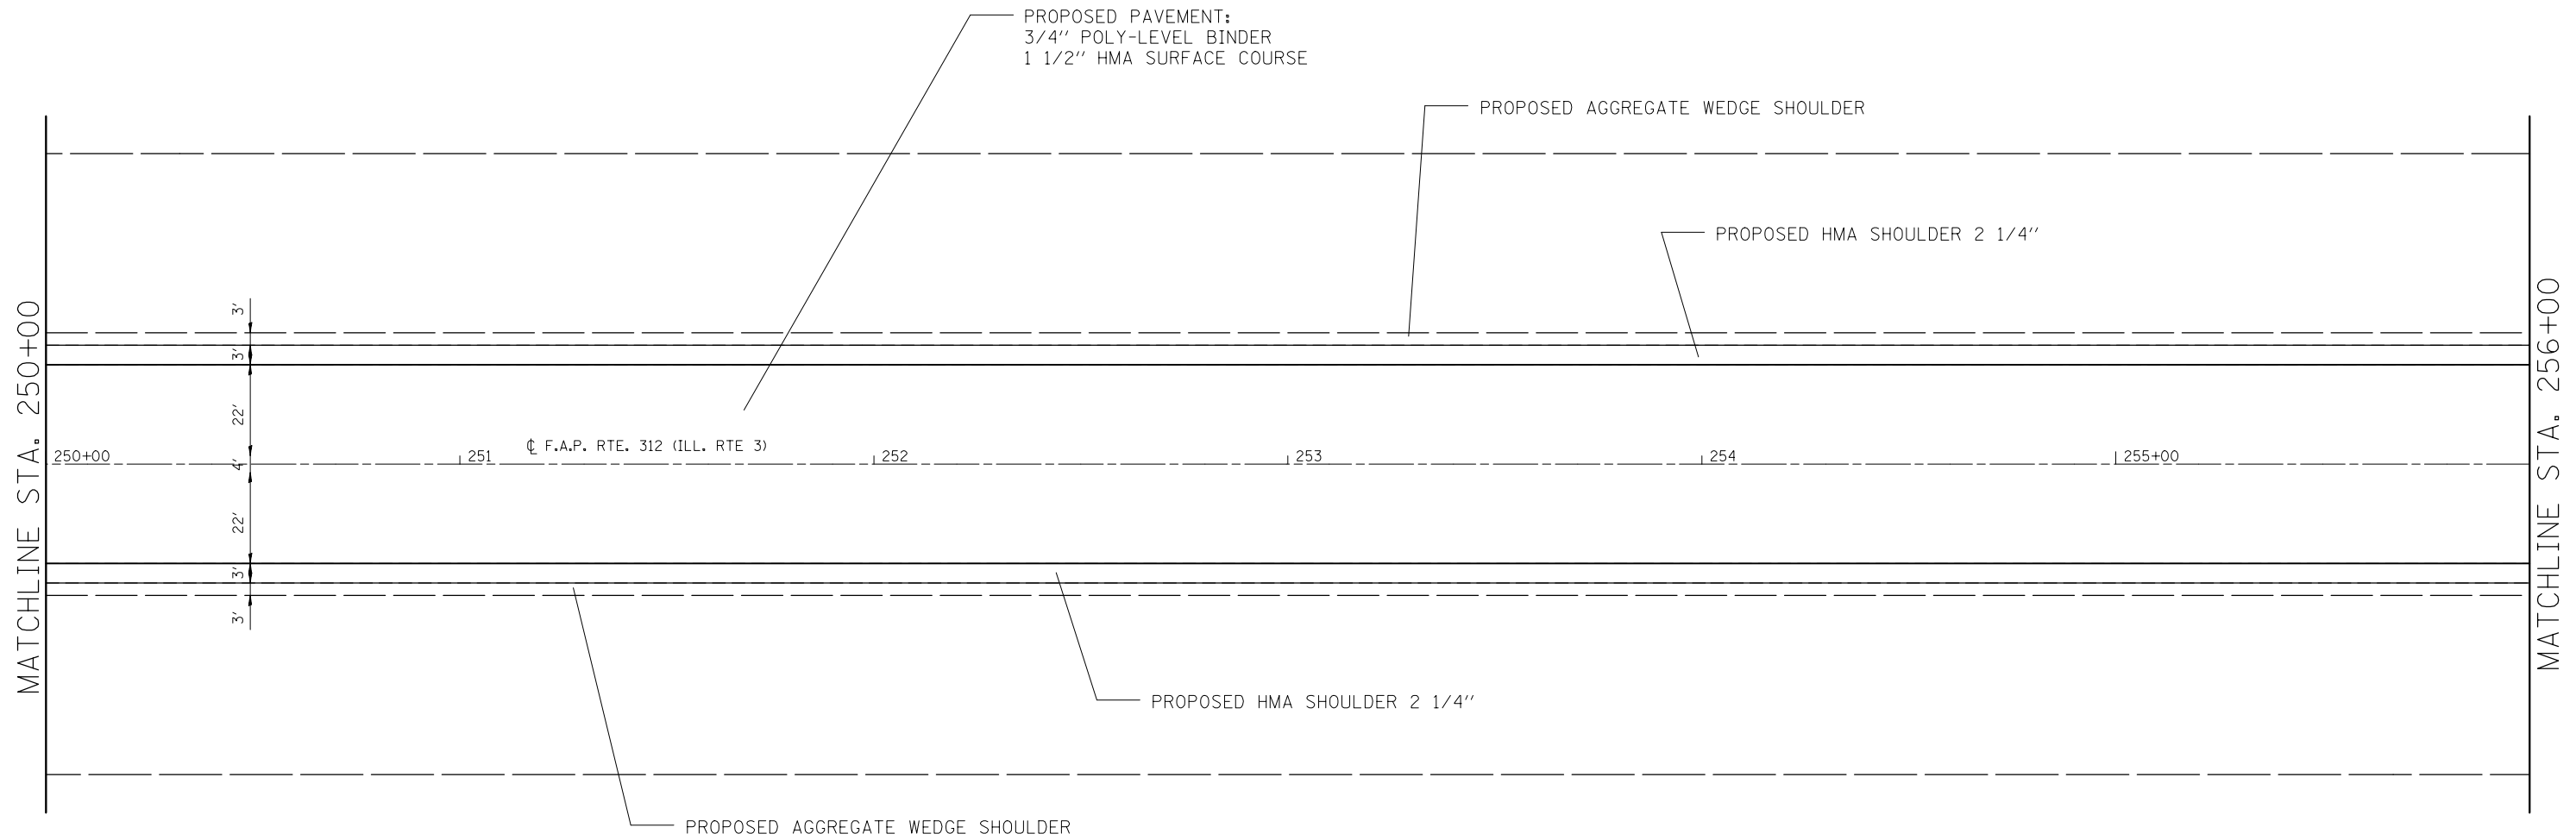 PROPOSED PAVEMENT:
3/4" POLY-LEVEL BINDER
1 1/2" HMA SURFACE COURSE
PROPOSED AGGREGATE WEDGE SHOULDER
PROPOSED HMA SHOULDER 2 1/4"
MATCHLINE STA. 250+00
3'
3'
22'
4'
22'
3'
3'
℄ F.A.P. RTE. 312 (ILL. RTE 3)
250+00
251
252
253
254
255+00
MATCHLINE STA. 256+00
PROPOSED HMA SHOULDER 2 1/4"
PROPOSED AGGREGATE WEDGE SHOULDER